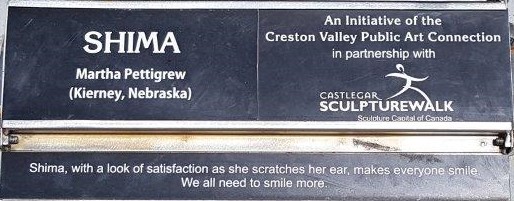 SHIMA
Martha Pettigrew
(Kierney, Nebraska)
An Initiative of the
Creston Valley Public Art Connection
in partnership with
CASTLEGAR
SCULPTUREWALK
Sculpture Capital of Canada
Shima, with a look of satisfaction as she scratches her ear, makes everyone smile.
We all need to smile more.